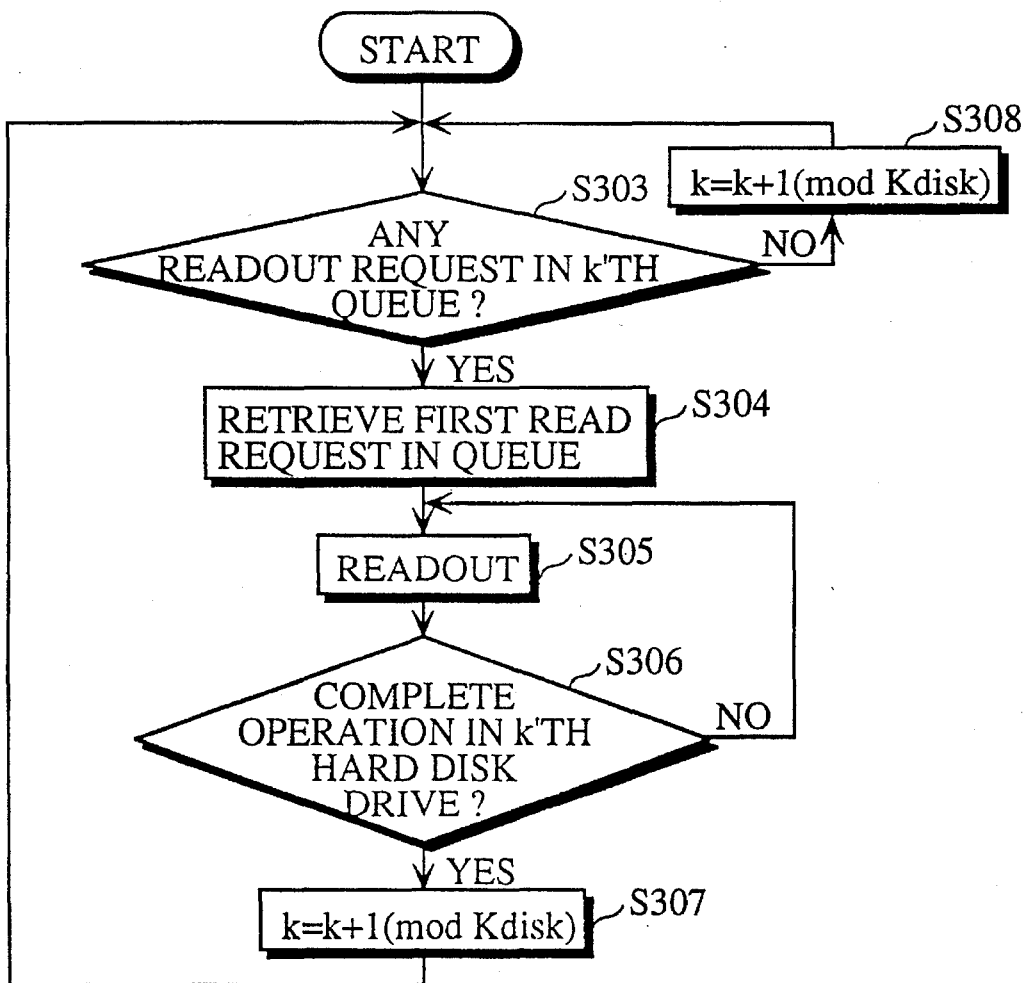 START
S308
k=k+1(mod Kdisk)
S303
ANY
READOUT REQUEST IN k'TH
QUEUE ?
NO
YES
S304
RETRIEVE FIRST READ
REQUEST IN QUEUE
READOUT
S305
S306
COMPLETE
OPERATION IN k'TH
HARD DISK
DRIVE ?
NO
YES
S307
k=k+1(mod Kdisk)